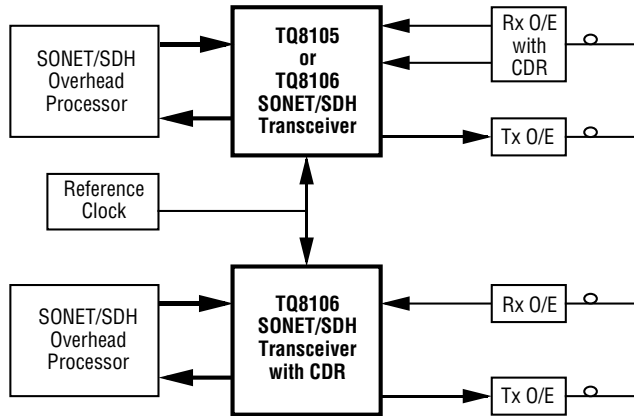 SONET/SDH
Overhead
Processor
TQ8105
or
TQ8106
SONET/SDH
Transceiver
Rx O/E
with
CDR
Tx O/E
Reference
Clock
SONET/SDH
Overhead
Processor
TQ8106
SONET/SDH
Transceiver
with CDR
Rx O/E
Tx O/E